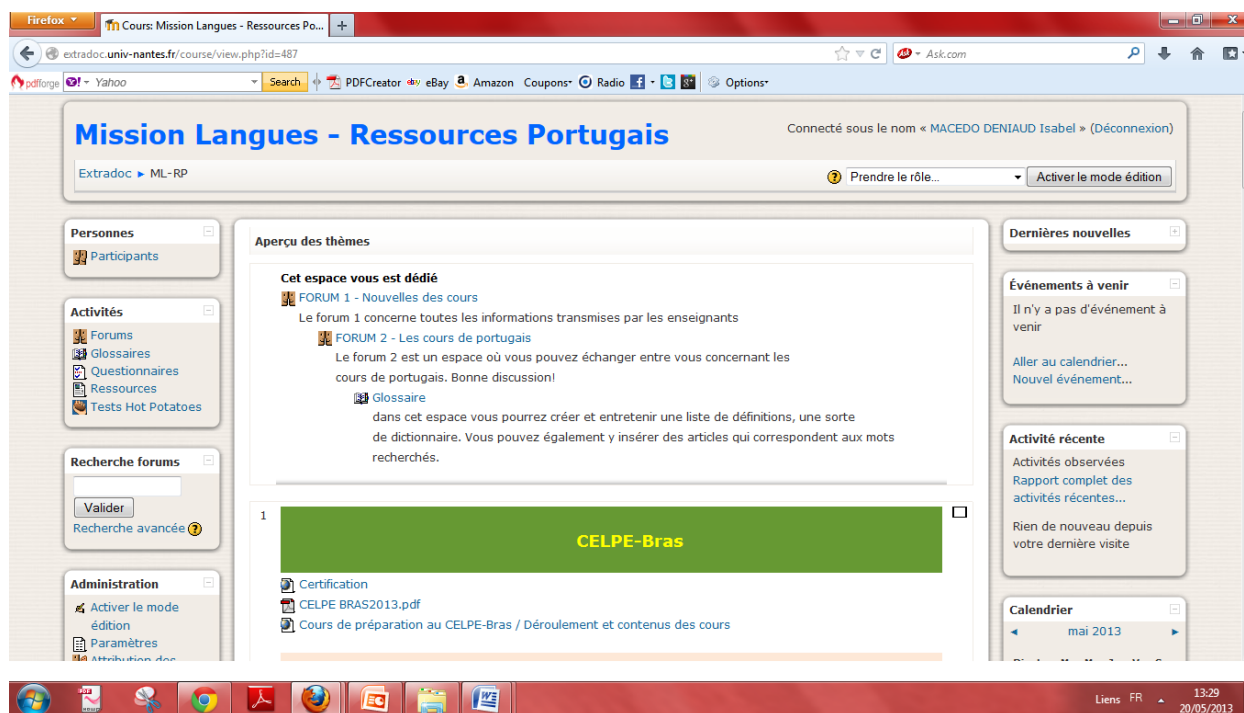 Firefox
Cours: Mission Langues - Ressources Po...
extradoc.univ-nantes.fr/course/view.php?id=487
Ask.com
pdfforge Yahoo Search PDFCreator eBay Amazon Coupons Radio Options
Mission Langues - Ressources Portugais
Connecté sous le nom « MACEDO DENIAUD Isabel » (Déconnexion)
Extradoc ► ML-RP
Prendre le rôle... Activer le mode édition
Personnes
Participants
Activités
Forums
Glossaires
Questionnaires
Ressources
Tests Hot Potatoes
Recherche forums
Valider
Recherche avancée
Administration
Activer le mode
édition
Paramètres
Attribution des
Aperçu des thèmes
Cet espace vous est dédié
FORUM 1 - Nouvelles des cours
Le forum 1 concerne toutes les informations transmises par les enseignants
FORUM 2 - Les cours de portugais
Le forum 2 est un espace où vous pouvez échanger entre vous concernant les
cours de portugais. Bonne discussion!
Glossaire
dans cet espace vous pourrez créer et entretenir une liste de définitions, une sorte
de dictionnaire. Vous pouvez également y insérer des articles qui correspondent aux mots
recherchés.
1
CELPE-Bras
Certification
CELPE BRAS2013.pdf
Cours de préparation au CELPE-Bras / Déroulement et contenus des cours
Dernières nouvelles
Événements à venir
Il n'y a pas d'événement à
venir
Aller au calendrier...
Nouvel événement...
Activité récente
Activités observées
Rapport complet des
activités récentes...
Rien de nouveau depuis
votre dernière visite
Calendrier
◄ mai 2013 ►
Liens FR 13:29
20/05/2013